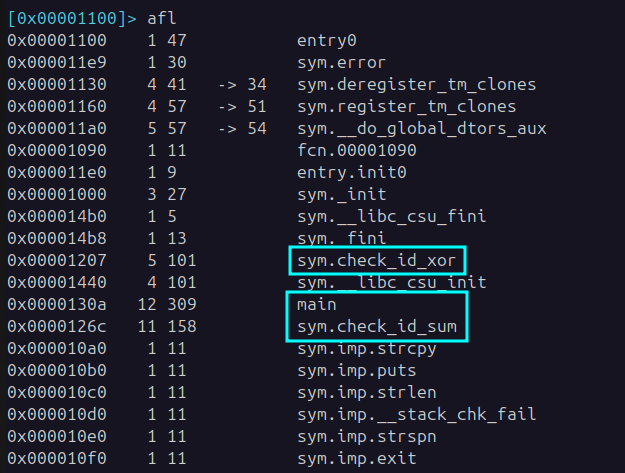 [0x00001100]> afl
0x00001100 1 47 entry0
0x000011e9 1 30 sym.error
0x00001130 4 41 -> 34 sym.deregister_tm_clones
0x00001160 4 57 -> 51 sym.register_tm_clones
0x000011a0 5 57 -> 54 sym.__do_global_dtors_aux
0x00001090 1 11 fcn.00001090
0x000011e0 1 9 entry.init0
0x00001000 3 27 sym._init
0x000014b0 1 5 sym.__libc_csu_fini
0x000014b8 1 13 sym._fini
0x00001207 5 101 sym.check_id_xor
0x00001440 4 101 sym.__libc_csu_init
0x0000130a 12 309 main
0x0000126c 11 158 sym.check_id_sum
0x000010a0 1 11 sym.imp.strcpy
0x000010b0 1 11 sym.imp.puts
0x000010c0 1 11 sym.imp.strlen
0x000010d0 1 11 sym.imp.__stack_chk_fail
0x000010e0 1 11 sym.imp.strspn
0x000010f0 1 11 sym.imp.exit